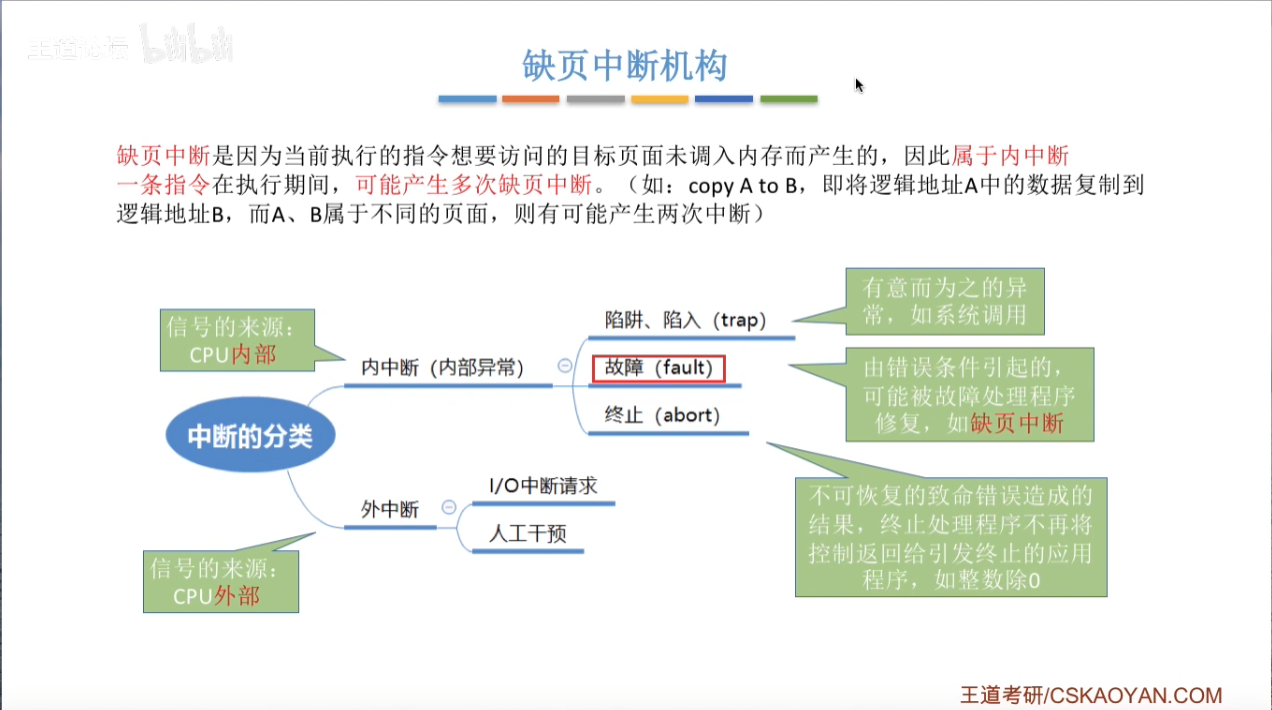 王道论坛 bilibili
缺页中断机构
缺页中断是因为当前执行的指令想要访问的目标页面未调入内存而产生的，因此属于内中断
一条指令在执行期间，可能产生多次缺页中断。（如：copy A to B，即将逻辑地址A中的数据复制到
逻辑地址B，而A、B属于不同的页面，则有可能产生两次中断）
信号的来源：
CPU内部
中断的分类
内中断（内部异常）
陷阱、陷入（trap）
有意而为之的异
常，如系统调用
故障（fault）
由错误条件引起的，
可能被故障处理程序
修复，如缺页中断
终止（abort）
不可恢复的致命错误造成的
结果，终止处理程序不再将
控制返回给引发终止的应用
程序，如整数除0
外中断
I/O中断请求
人工干预
信号的来源：
CPU外部
王道考研/CSKAOYAN.COM